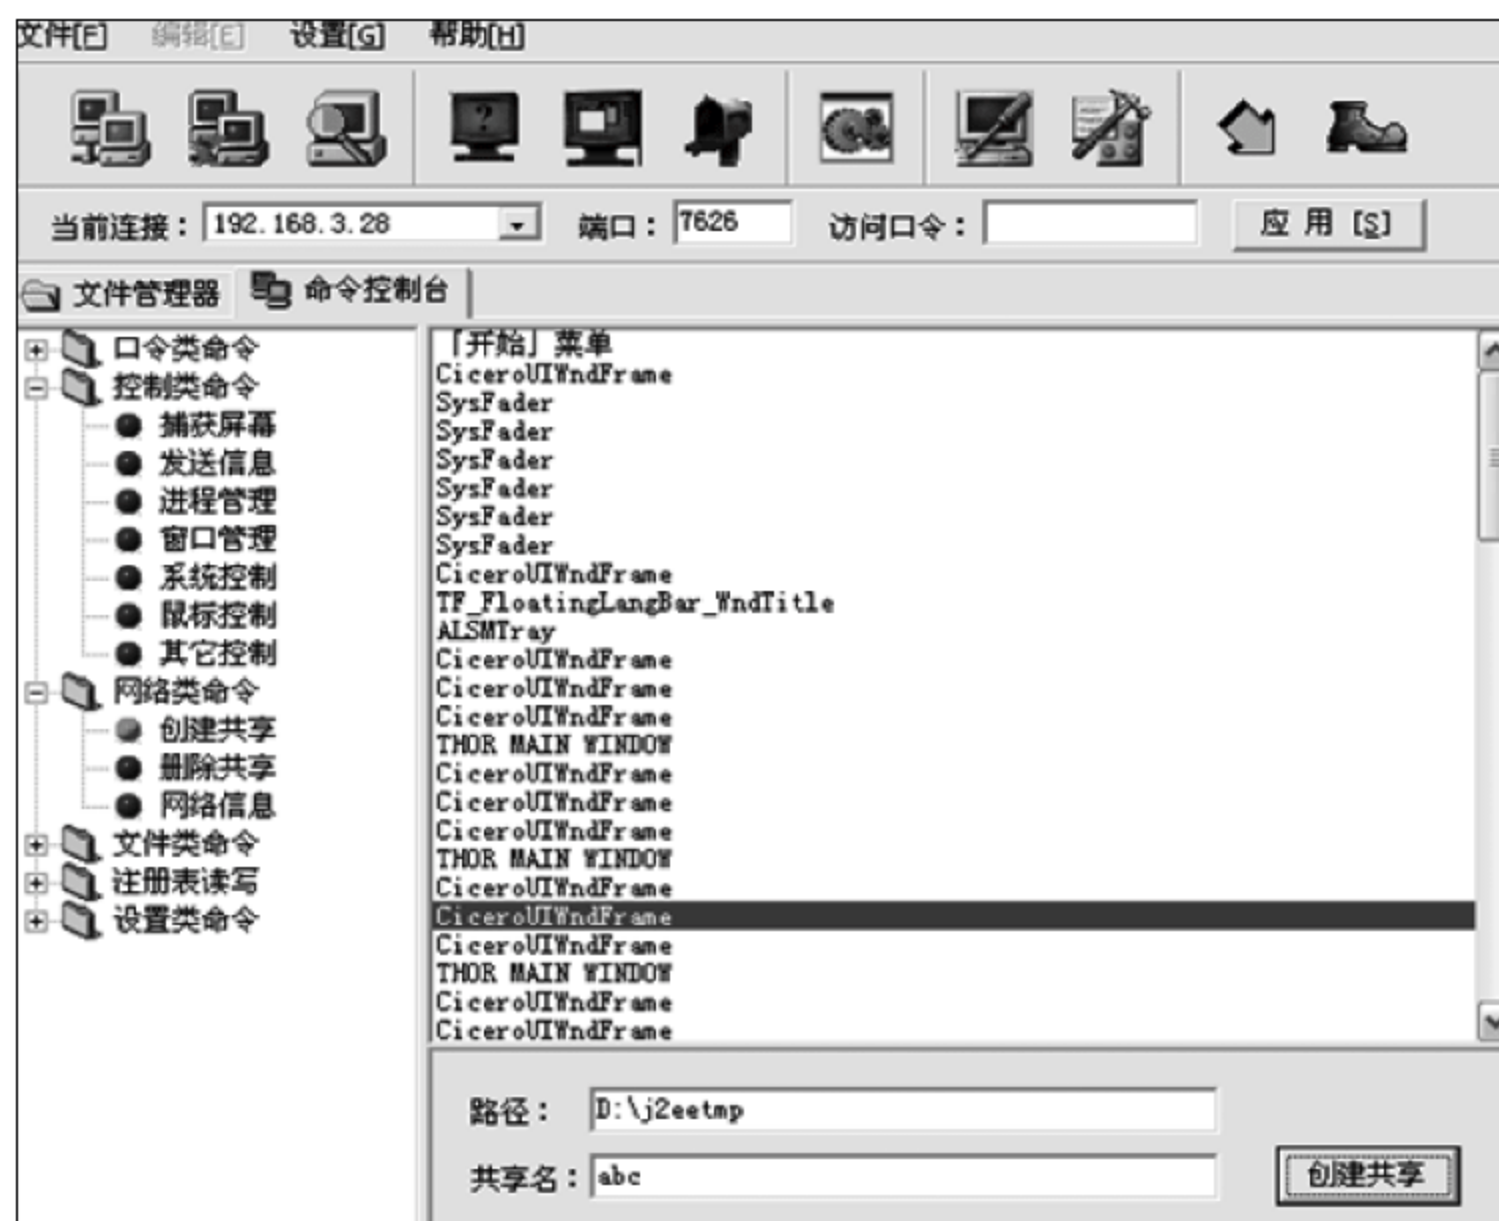 文件[F] 编辑[E] 设置[G] 帮助[H]
当前连接： 192.168.3.28 端口： 7626 访问口令： 应 用 [S]
文件管理器 命令控制台
口令类命令
控制类命令
捕获屏幕
发送信息
进程管理
窗口管理
系统控制
鼠标控制
其它控制
网络类命令
创建共享
删除共享
网络信息
文件类命令
注册表读写
设置类命令
「开始」菜单
CiceroUIWndFrame
SysFader
SysFader
SysFader
SysFader
SysFader
SysFader
CiceroUIWndFrame
TF_FloatingLangBar_WndTitle
ALSMTray
CiceroUIWndFrame
CiceroUIWndFrame
CiceroUIWndFrame
THOR MAIN WINDOW
CiceroUIWndFrame
CiceroUIWndFrame
CiceroUIWndFrame
THOR MAIN WINDOW
CiceroUIWndFrame
CiceroUIWndFrame
CiceroUIWndFrame
THOR MAIN WINDOW
CiceroUIWndFrame
CiceroUIWndFrame
路径： D:\j2eetmp
共享名： abc 创建共享